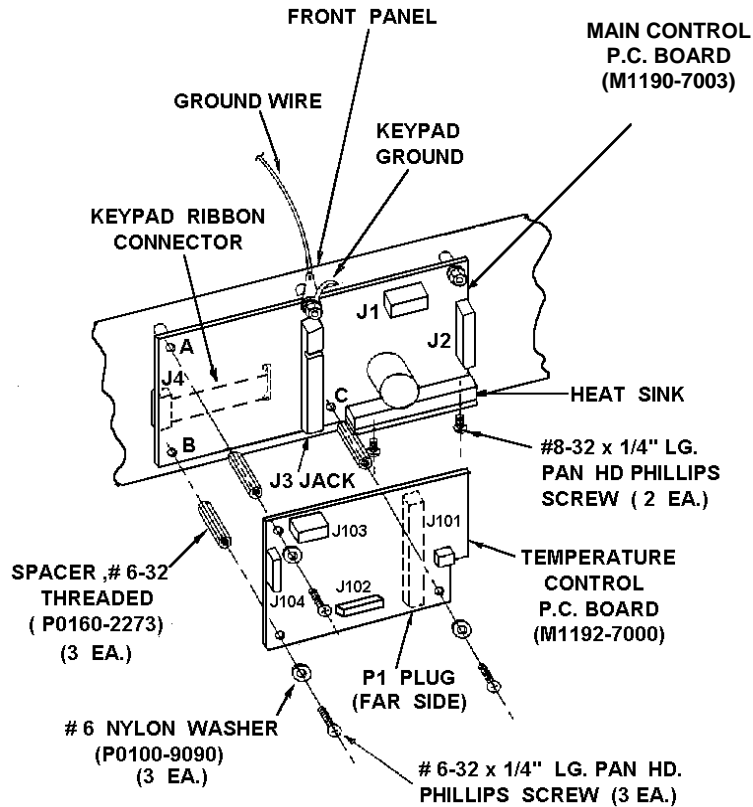 FRONT PANEL
MAIN CONTROL
P.C. BOARD
(M1190-7003)
GROUND WIRE
KEYPAD
GROUND
KEYPAD RIBBON
CONNECTOR
J1
J2
A
J4
B
C
HEAT SINK
J3 JACK
#8-32 x 1/4" LG.
PAN HD PHILLIPS
SCREW ( 2 EA.)
J103
J101
J104
J102
SPACER ,# 6-32
THREADED
( P0160-2273)
(3 EA.)
TEMPERATURE
CONTROL
P.C. BOARD
(M1192-7000)
P1 PLUG
(FAR SIDE)
# 6 NYLON WASHER
(P0100-9090)
(3 EA.)
# 6-32 x 1/4" LG. PAN HD.
PHILLIPS SCREW (3 EA.)